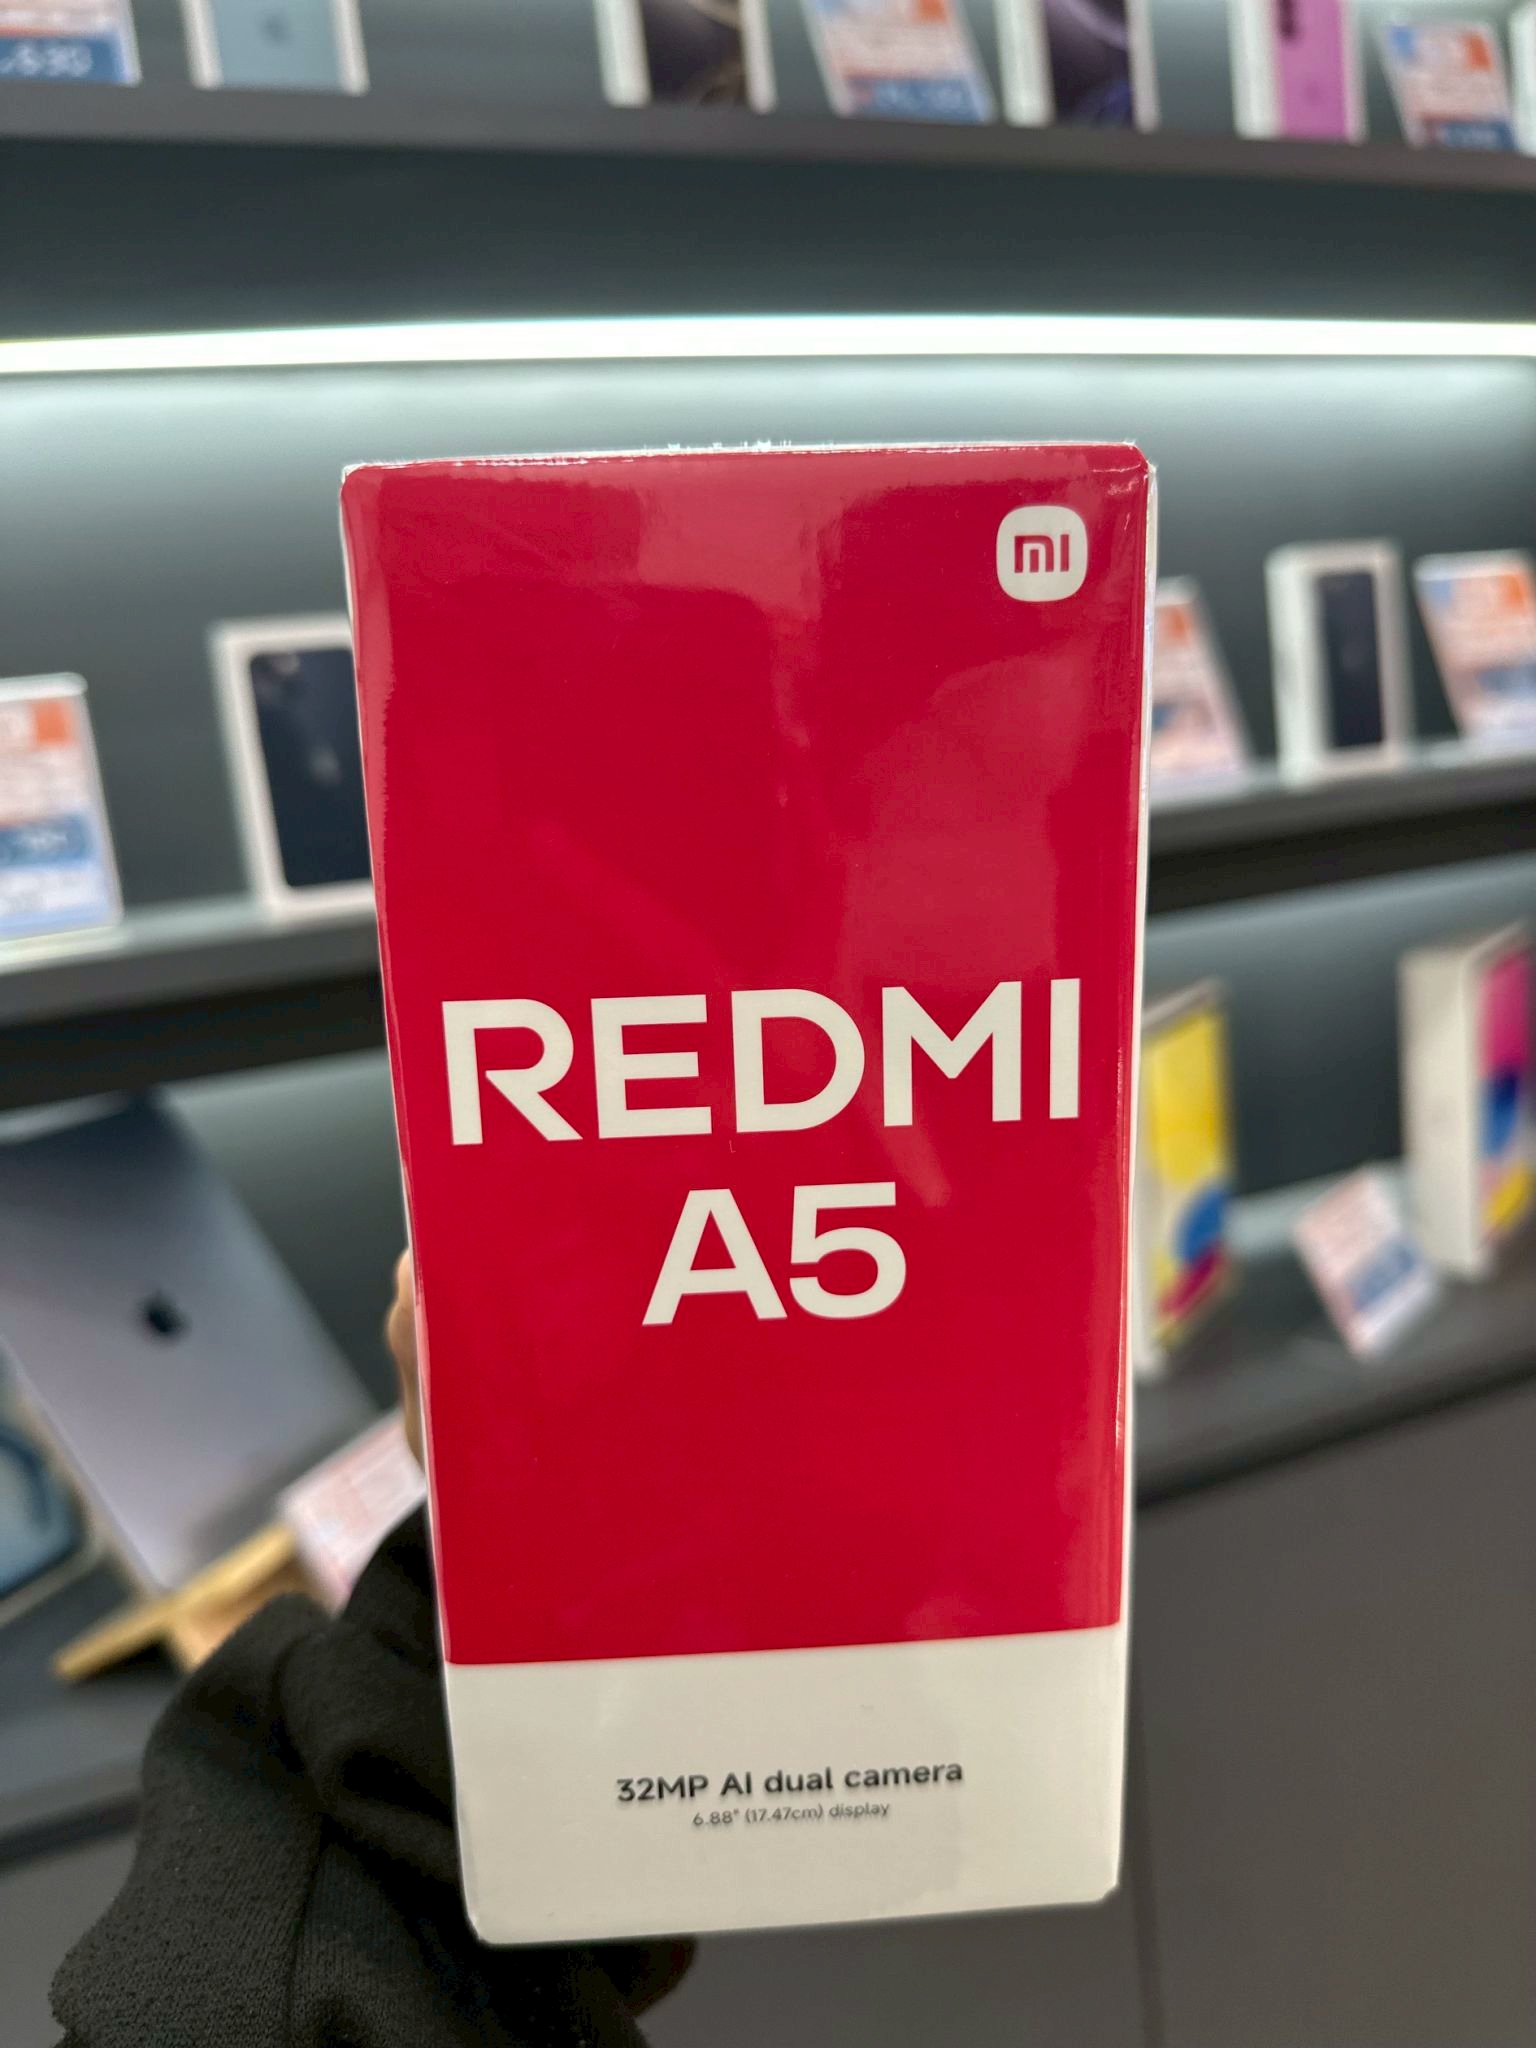 mi
REDMI
A5
32MP AI dual camera
6.88" (17.47cm) display